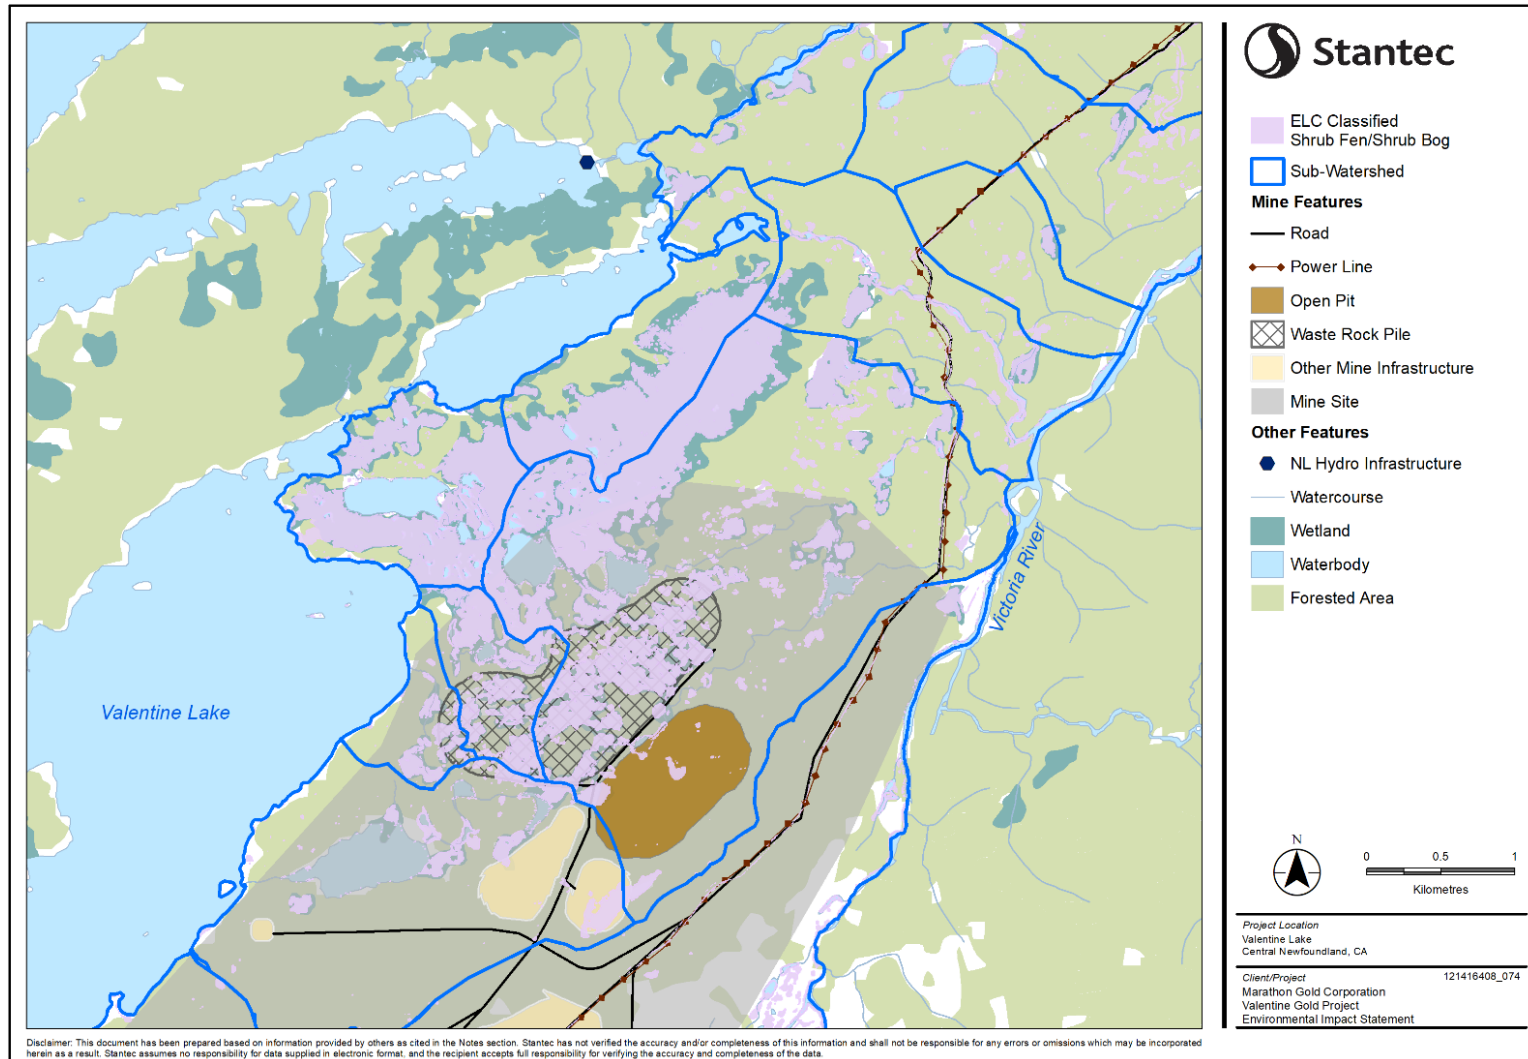 Stantec
ELC Classified
Shrub Fen/Shrub Bog
Sub-Watershed
Mine Features
Road
Power Line
Open Pit
Waste Rock Pile
Other Mine Infrastructure
Mine Site
Other Features
NL Hydro Infrastructure
Watercourse
Wetland
Waterbody
Forested Area
Victoria River
Valentine Lake
N
0 0.5 1
Kilometres
Project Location
Valentine Lake
Central Newfoundland, CA
Client/Project 121416408_074
Marathon Gold Corporation
Valentine Gold Project
Environmental Impact Statement
Disclaimer: This document has been prepared based on information provided by others as cited in the Notes section. Stantec has not verified the accuracy and/or completeness of this information and shall not be responsible for any errors or omissions which may be incorporated
herein as a result. Stantec assumes no responsibility for data supplied in electronic format, and the recipient accepts full responsibility for verifying the accuracy and completeness of the data.